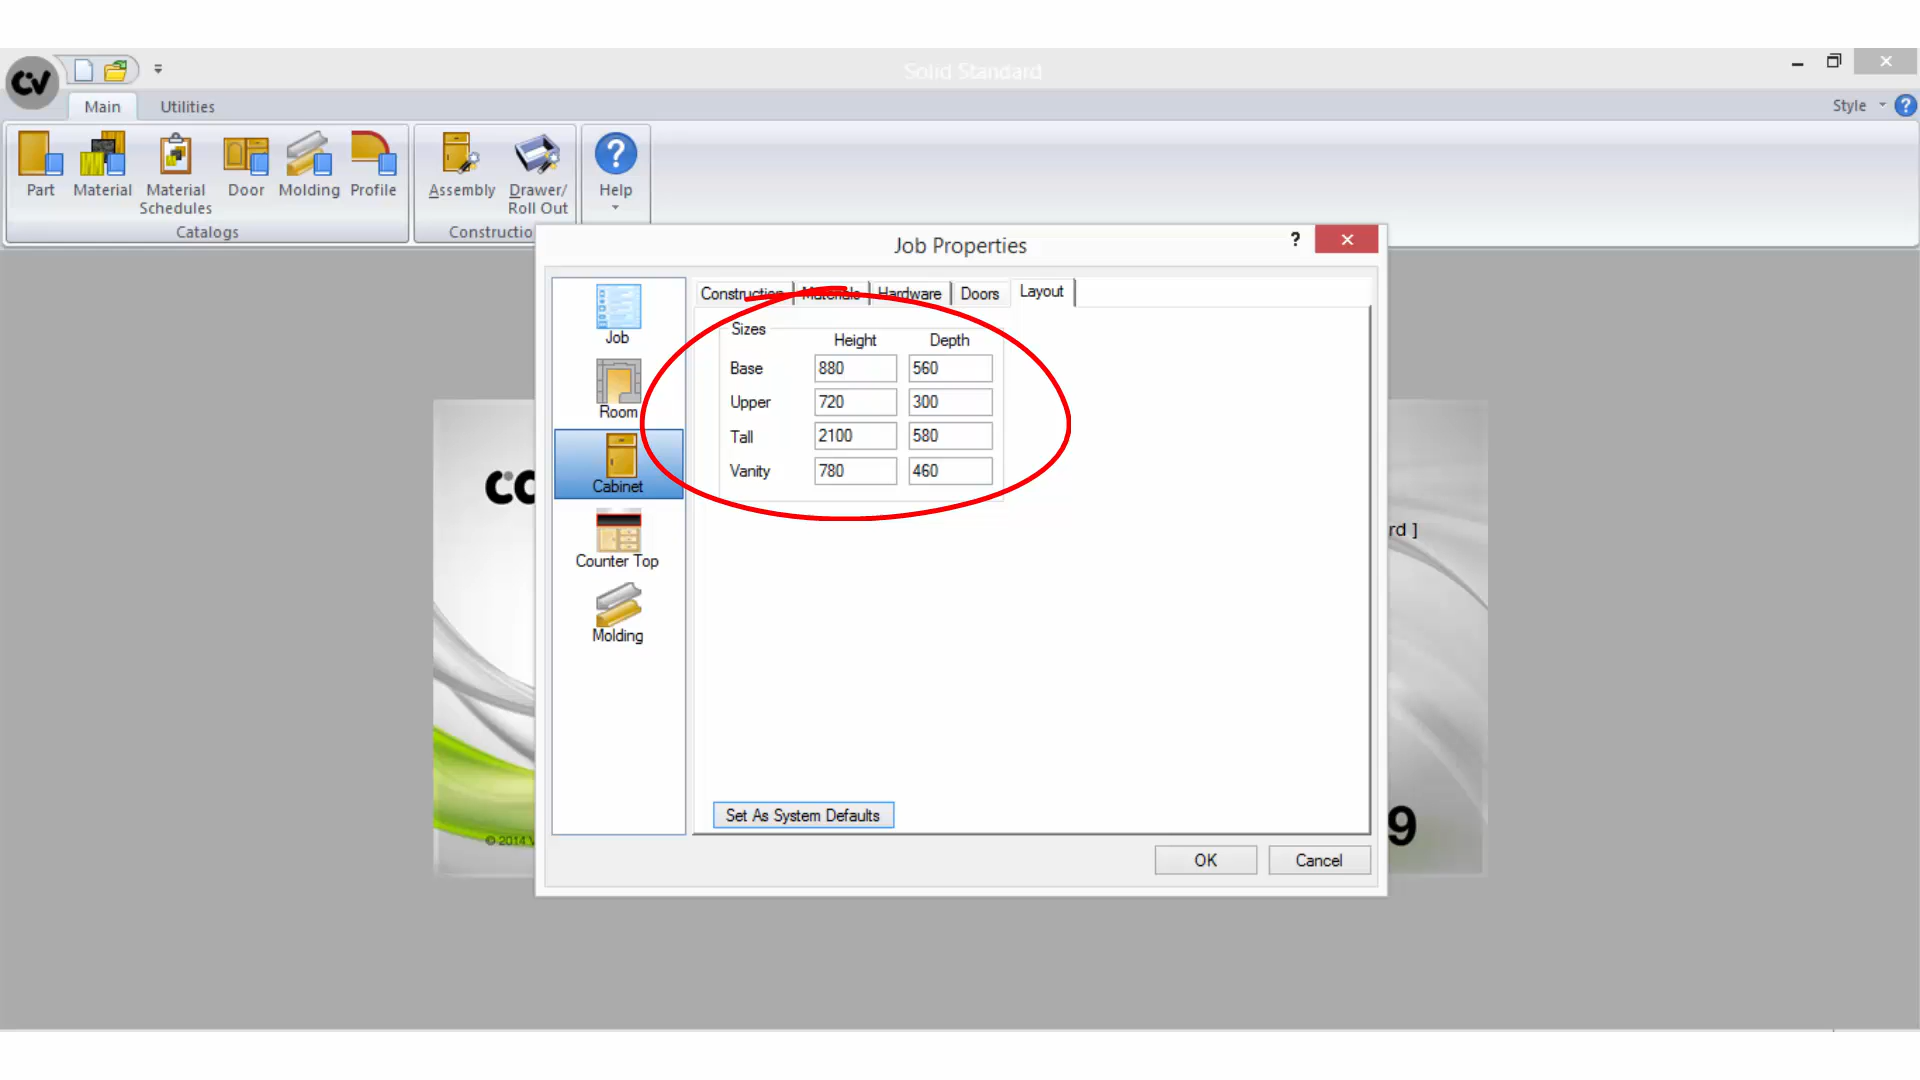 CV
Solid Standard
Main Utilities Style
Part Material Material Schedules Door Molding Profile Assembly Drawer/ Roll Out Help
Catalogs Constructio
Job Properties
Job
Room
Cabinet
Counter Top
Molding
Construction Materials Hardware Doors Layout
Sizes
Height Depth
Base 880 560
Upper 720 300
Tall 2100 580
Vanity 780 460
Set As System Defaults
OK Cancel
rd ]
© 2014
9